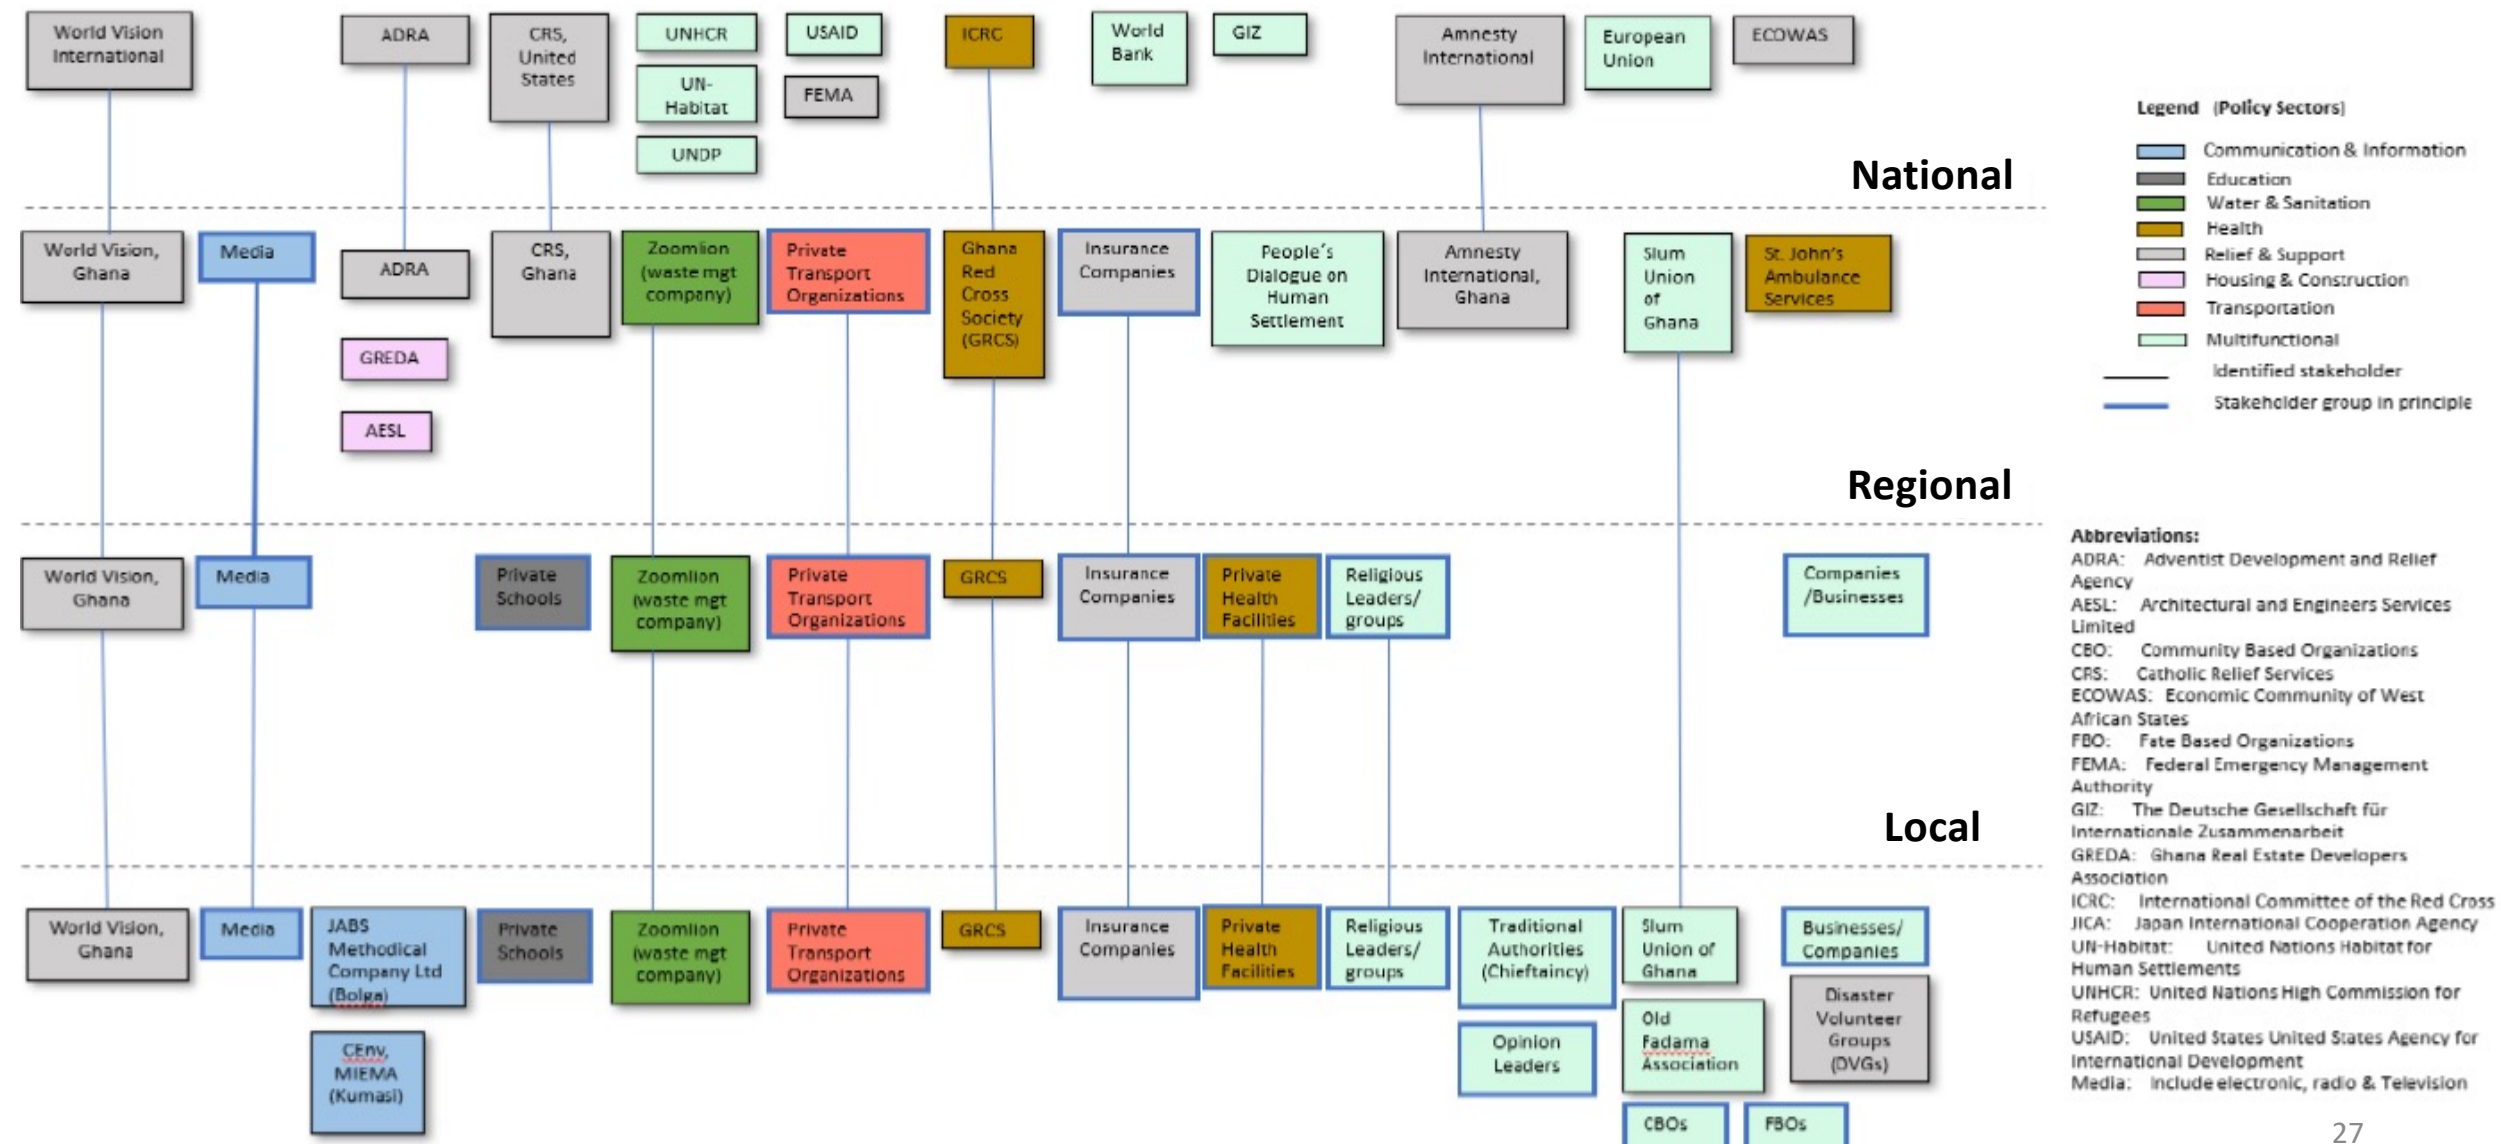 World Vision
International
ADRA
CRS,
United
States
UNHCR
UN-
Habitat
UNDP
USAID
FEMA
ICRC
World
Bank
GIZ
Amnesty
International
European
Union
ECOWAS
National
World Vision,
Ghana
Media
ADRA
GREDA
AESL
CRS,
Ghana
Zoomlion
(waste mgt
company)
Private
Transport
Organizations
Ghana
Red
Cross
Society
(GRCS)
Insurance
Companies
People´s
Dialogue on
Human
Settlement
Amnesty
International,
Ghana
Slum
Union
of
Ghana
St. John’s
Ambulance
Services
Regional
World Vision,
Ghana
Media
Private
Schools
Zoomlion
(waste mgt
company)
Private
Transport
Organizations
GRCS
Insurance
Companies
Private
Health
Facilities
Religious
Leaders/
groups
Companies
/Businesses
Local
World Vision,
Ghana
Media
JABS
Methodical
Company Ltd
(Bolga)
CEnv,
MIEMA
(Kumasi)
Private
Schools
Zoomlion
(waste mgt
company)
Private
Transport
Organizations
GRCS
Insurance
Companies
Private
Health
Facilities
Religious
Leaders/
groups
Traditional
Authorities
(Chieftaincy)
Opinion
Leaders
Slum
Union of
Ghana
Old
Fadama
Association
CBOs
FBOs
Businesses/
Companies
Disaster
Volunteer
Groups
(DVGs)
Legend (Policy Sectors)
Communication & Information
Education
Water & Sanitation
Health
Relief & Support
Housing & Construction
Transportation
Multifunctional
Identified stakeholder
Stakeholder group in principle
Abbreviations:
ADRA: Adventist Development and Relief
Agency
AESL: Architectural and Engineers Services
Limited
CBO: Community Based Organizations
CRS: Catholic Relief Services
ECOWAS: Economic Community of West
African States
FBO: Fate Based Organizations
FEMA: Federal Emergency Management
Authority
GIZ: The Deutsche Gesellschaft für
Internationale Zusammenarbeit
GREDA: Ghana Real Estate Developers
Association
ICRC: International Committee of the Red Cross
JICA: Japan International Cooperation Agency
UN-Habitat: United Nations Habitat for
Human Settlements
UNHCR: United Nations High Commission for
Refugees
USAID: United States United States Agency for
International Development
Media: Include electronic, radio & Television
27